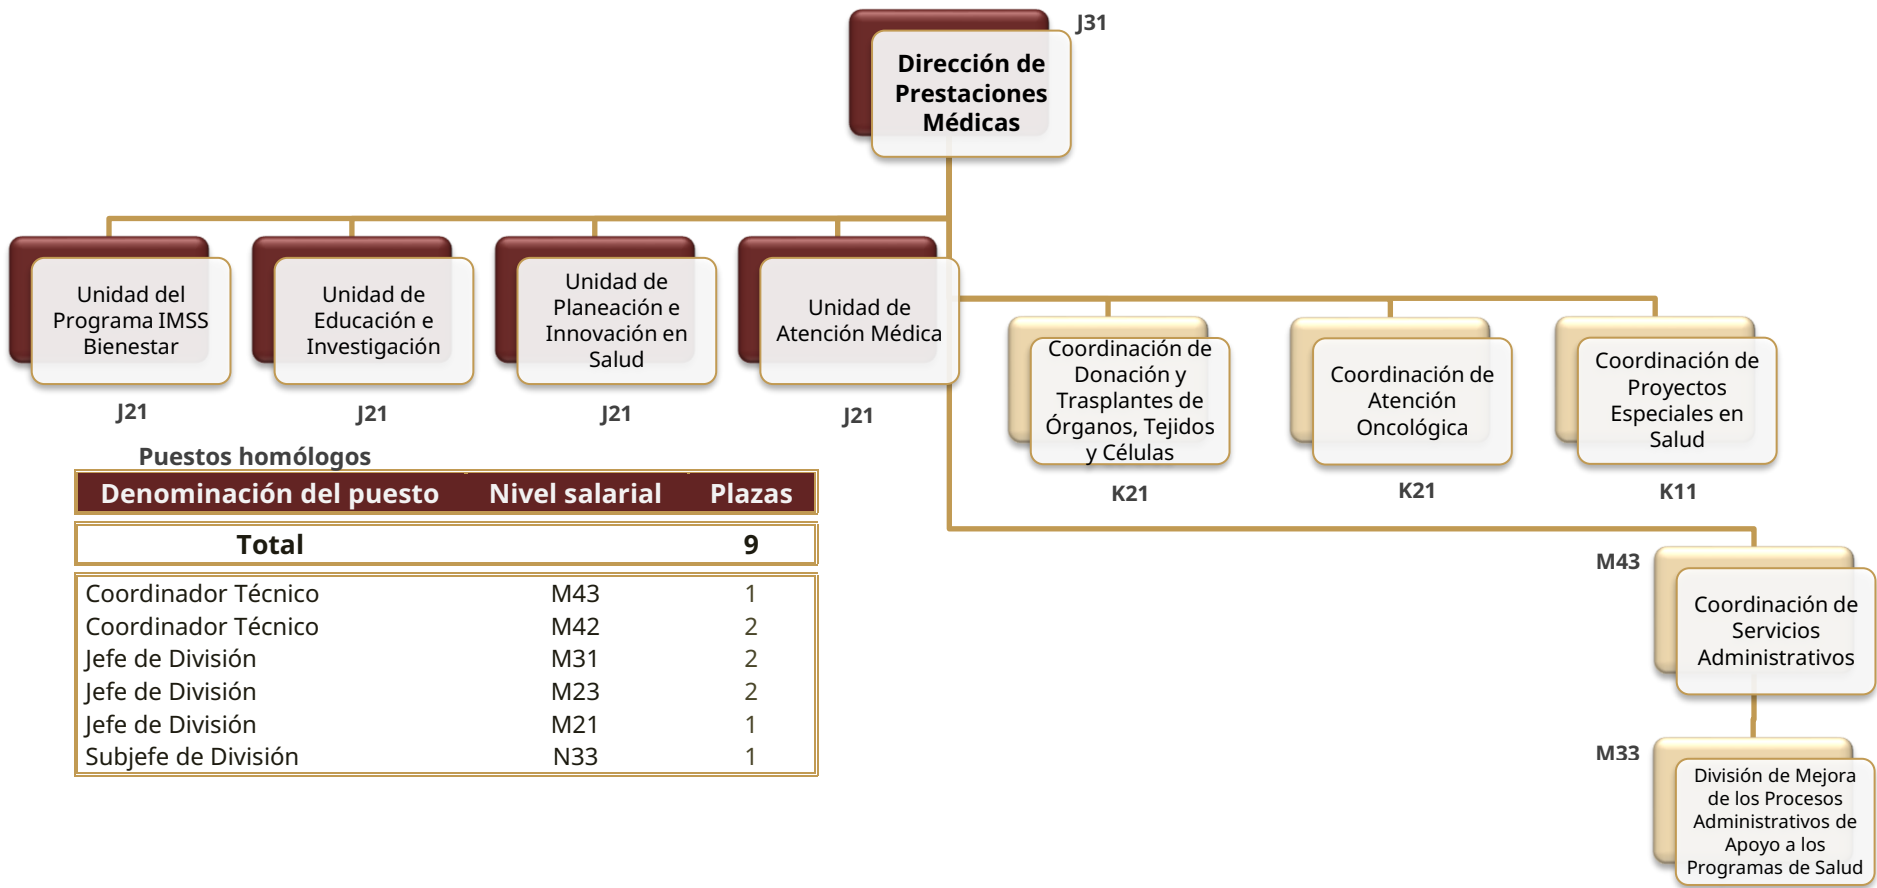 J31
Dirección de
Prestaciones
Médicas
Unidad del
Programa IMSS
Bienestar
J21
Unidad de
Educación e
Investigación
J21
Unidad de
Planeación e
Innovación en
Salud
J21
Unidad de
Atención Médica
J21
Coordinación de
Donación y
Trasplantes de
Órganos, Tejidos
y Células
K21
Coordinación de
Atención
Oncológica
K21
Coordinación de
Proyectos
Especiales en
Salud
K11
M43
Coordinación de
Servicios
Administrativos
M33
División de Mejora
de los Procesos
Administrativos de
Apoyo a los
Programas de Salud
Puestos homólogos
Denominación del puesto Nivel salarial Plazas
Total 9
Coordinador Técnico M43 1
Coordinador Técnico M42 2
Jefe de División M31 2
Jefe de División M23 2
Jefe de División M21 1
Subjefe de División N33 1